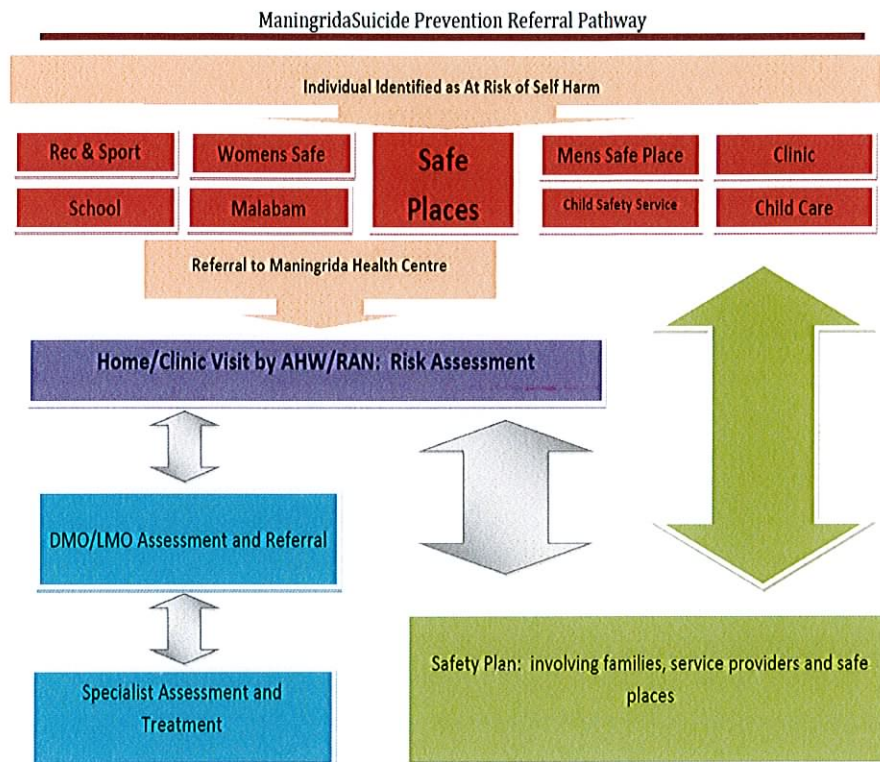 ManingridaSuicide Prevention Referral Pathway
Individual Identified as At Risk of Self Harm
Rec & Sport
Womens Safe
Safe
Places
Mens Safe Place
Clinic
School
Malabam
Child Safety Service
Child Care
Referral to Maningrida Health Centre
Home/Clinic Visit by AHW/RAN: Risk Assessment
DMO/LMO Assessment and Referral
Specialist Assessment and
Treatment
Safety Plan: involving families, service providers and safe
places